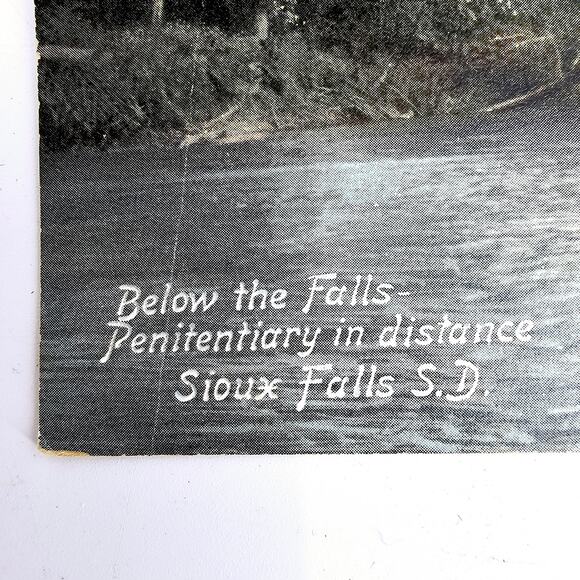 Below the Falls-
Penitentiary in distance
Sioux Falls S.D.